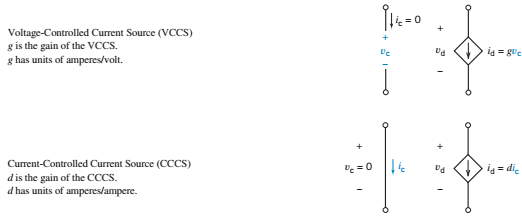 Voltage-Controlled Current Source (VCCS)
g is the gain of the VCCS.
g has units of amperes/volt.
i_c = 0
+
v_c
−
+
v_d
−
i_d = gv_c
Current-Controlled Current Source (CCCS)
d is the gain of the CCCS.
d has units of amperes/ampere.
+
v_c = 0
−
i_c
+
v_d
−
i_d = di_c